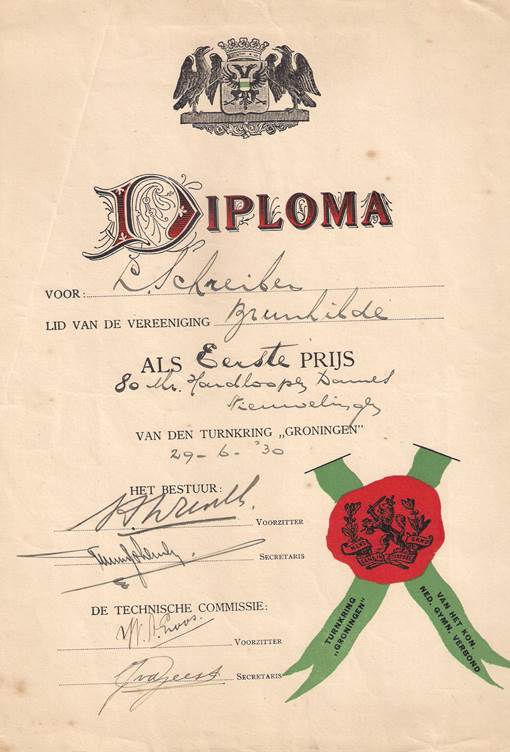 DIPLOMA
VOOR: L. Schreiber
LID VAN DE VEREENIGING Brunhilde
ALS Eerste PRIJS
80 Mr. Hardloopen Dames
Nieuwelingen
VAN DEN TURNKRING „GRONINGEN"
29-6-'30
HET BESTUUR:
VOORZITTER
SECRETARIS
DE TECHNISCHE COMMISSIE:
VOORZITTER
SECRETARIS
TURNKRING
„GRONINGEN"
VAN HET KON.
NED. GYMN. VERBOND